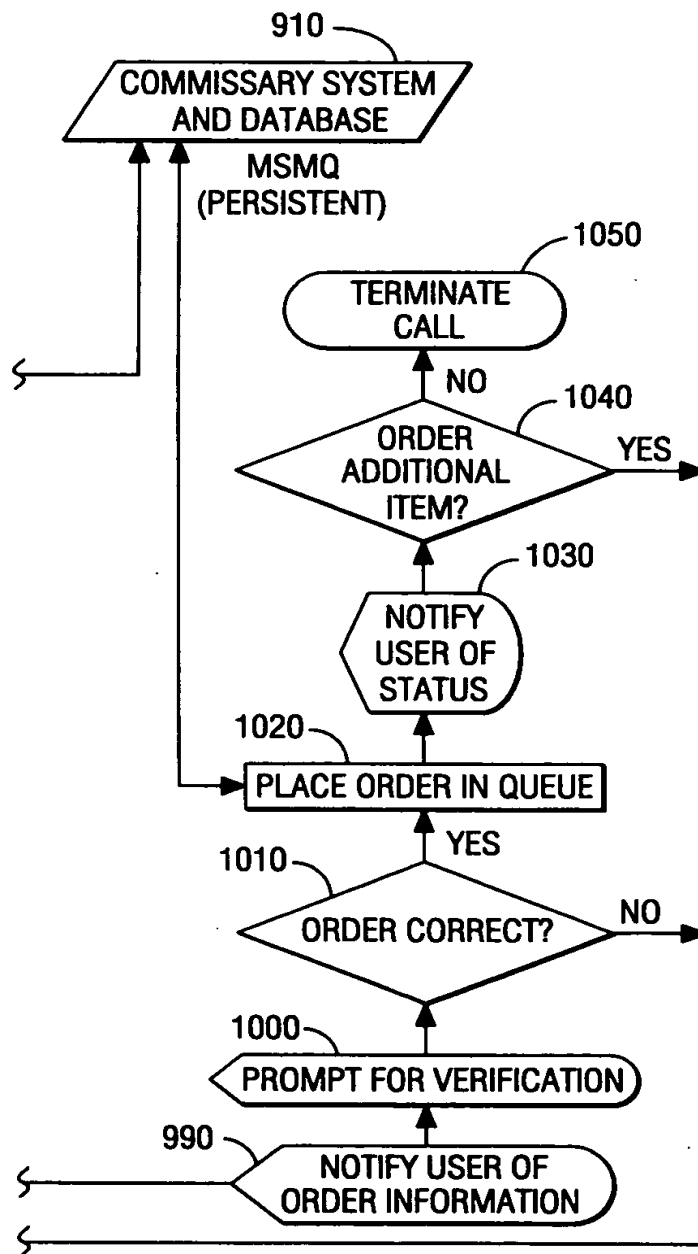 910
COMMISSARY SYSTEM
AND DATABASE
MSMQ
(PERSISTENT)
1050
TERMINATE
CALL
NO
1040
ORDER
ADDITIONAL
ITEM?
YES
1030
NOTIFY
USER OF
STATUS
1020
PLACE ORDER IN QUEUE
YES
1010
ORDER CORRECT?
NO
1000
PROMPT FOR VERIFICATION
990
NOTIFY USER OF
ORDER INFORMATION